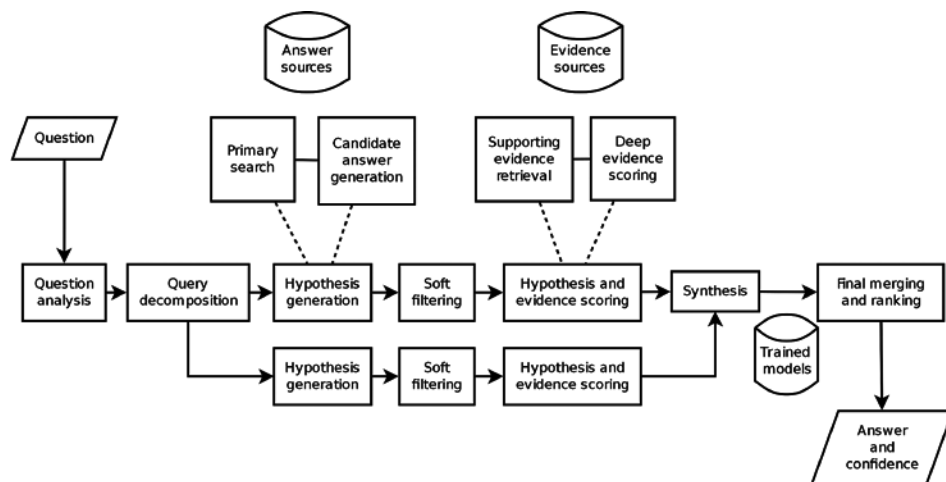 Answer
sources
Evidence
sources
Question
Primary
search
Candidate
answer
generation
Supporting
evidence
retrieval
Deep
evidence
scoring
Question
analysis
Query
decomposition
Hypothesis
generation
Soft
filtering
Hypothesis and
evidence scoring
Synthesis
Final merging
and ranking
Trained
models
Hypothesis
generation
Soft
filtering
Hypothesis and
evidence scoring
Answer
and
confidence